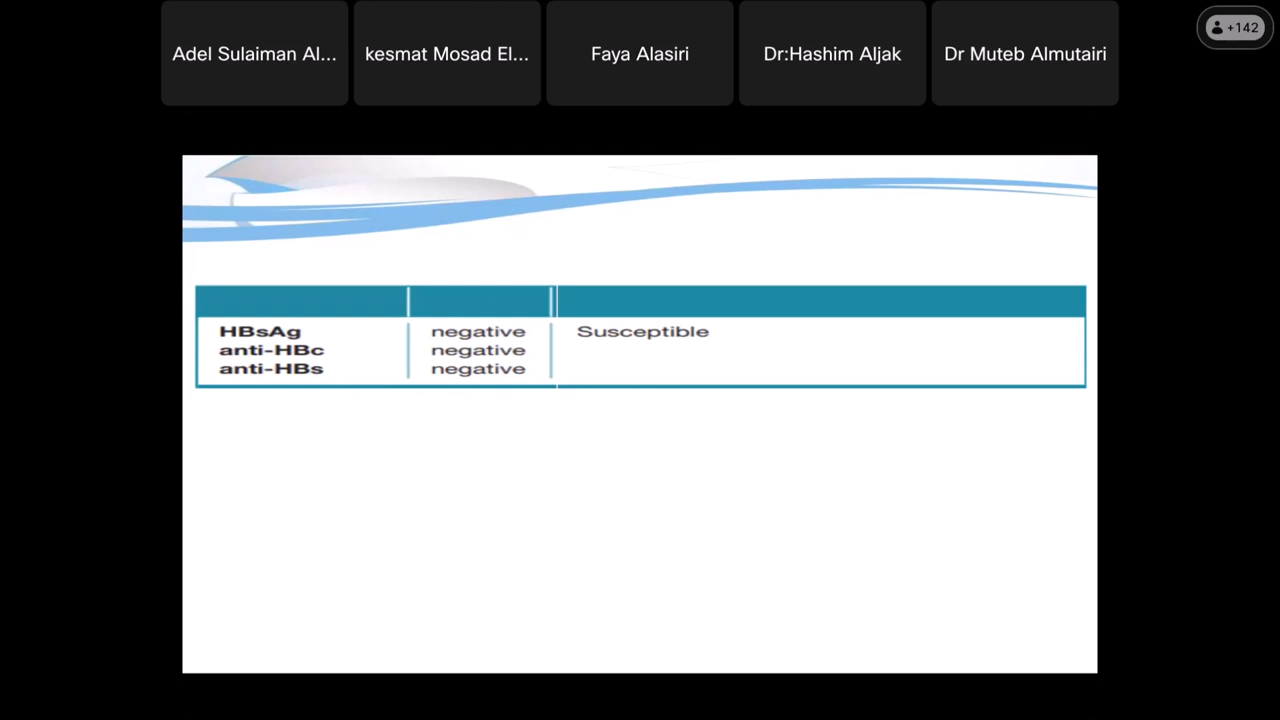 Adel Sulaiman Al...
kesmat Mosad El...
Faya Alasiri
Dr:Hashim Aljak
Dr Muteb Almutairi
+142
HBsAg negative Susceptible
anti-HBc negative
anti-HBs negative